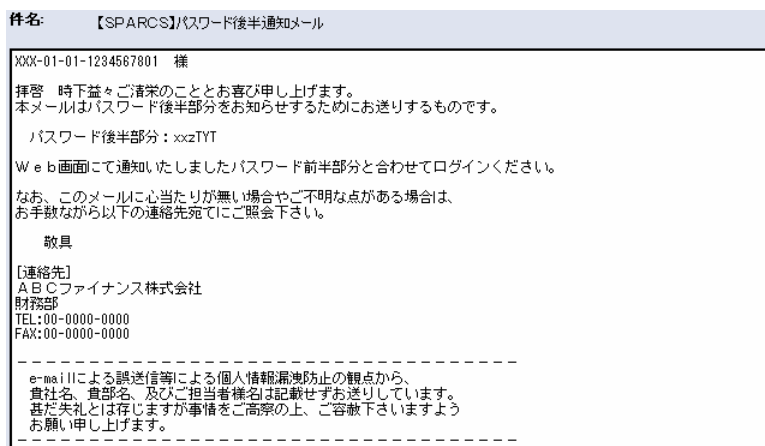 件名: 【SPARCS】パスワード後半通知メール
XXX-01-01-1234567801 様
拝啓 時下益々ご清栄のこととお喜び申し上げます。
本メールはパスワード後半部分をお知らせするためにお送りするものです。
パスワード後半部分：xxzTYT
Ｗｅｂ画面にて通知いたしましたパスワード前半部分と合わせてログインください。
なお、このメールに心当たりが無い場合やご不明な点がある場合は、
お手数ながら以下の連絡先宛てにご照会下さい。
敬具
[連絡先]
ＡＢＣファイナンス株式会社
財務部
TEL:00-0000-0000
FAX:00-0000-0000
－－－－－－－－－－－－－－－－－－－－－－－－－－－－－－－－－－－
e-mailによる誤送信等による個人情報漏洩防止の観点から、
貴社名、貴部名、及びご担当者様名は記載せずお送りしています。
甚だ失礼とは存じますが事情をご高察の上、ご容赦下さいますよう
お願い申し上げます。
－－－－－－－－－－－－－－－－－－－－－－－－－－－－－－－－－－－